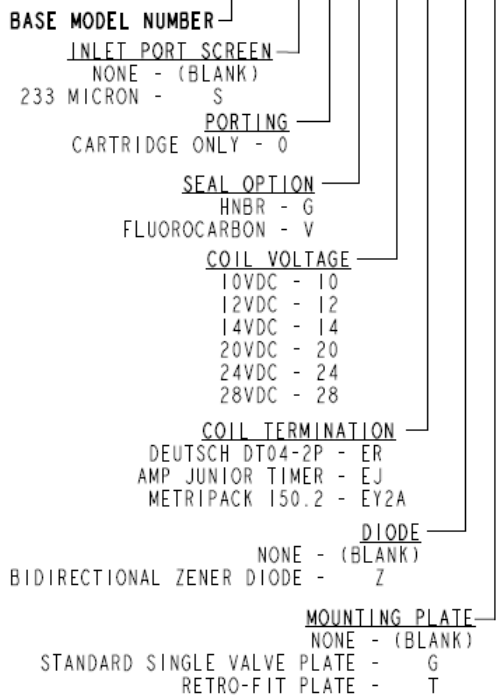 BASE MODEL NUMBER
INLET PORT SCREEN
NONE - (BLANK)
233 MICRON - S
PORTING
CARTRIDGE ONLY - 0
SEAL OPTION
HNBR - G
FLUOROCARBON - V
COIL VOLTAGE
10VDC - 10
12VDC - 12
14VDC - 14
20VDC - 20
24VDC - 24
28VDC - 28
COIL TERMINATION
DEUTSCH DT04-2P - ER
AMP JUNIOR TIMER - EJ
METRIPACK 150.2 - EY2A
DIODE
NONE - (BLANK)
BIDIRECTIONAL ZENER DIODE - Z
MOUNTING PLATE
NONE - (BLANK)
STANDARD SINGLE VALVE PLATE - G
RETRO-FIT PLATE - T